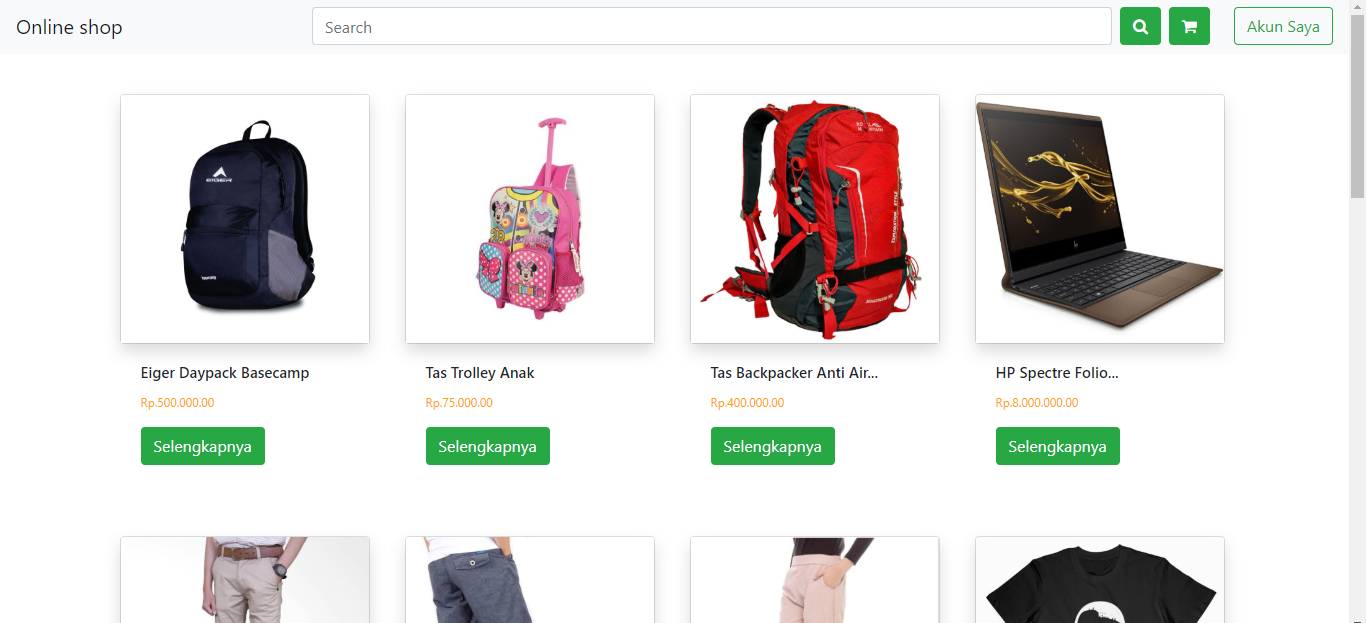 Online shop
Search
Akun Saya
EIGER
Eiger Daypack Basecamp
Rp.500.000.00
Selengkapnya
Tas Trolley Anak
Rp.75.000.00
Selengkapnya
Tas Backpacker Anti Air...
Rp.400.000.00
Selengkapnya
HP Spectre Folio...
Rp.8.000.000.00
Selengkapnya